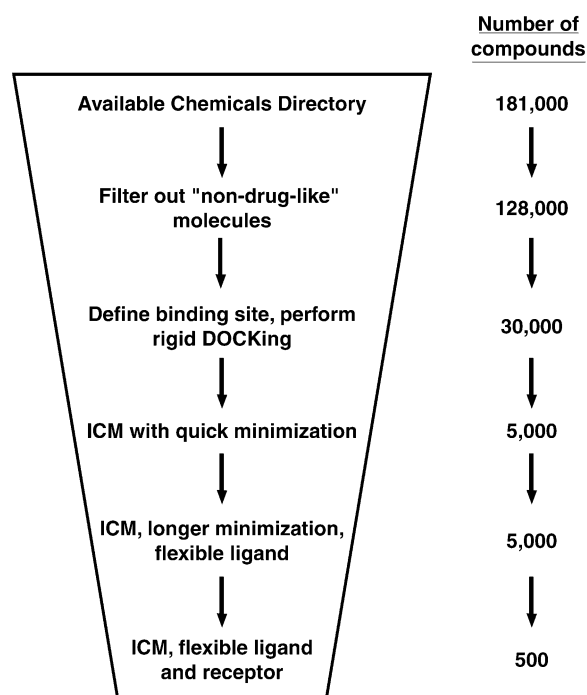 Number of
compounds
Available Chemicals Directory
181,000
Filter out "non-drug-like"
molecules
128,000
Define binding site, perform
rigid DOCKing
30,000
ICM with quick minimization
5,000
ICM, longer minimization,
flexible ligand
5,000
ICM, flexible ligand
and receptor
500